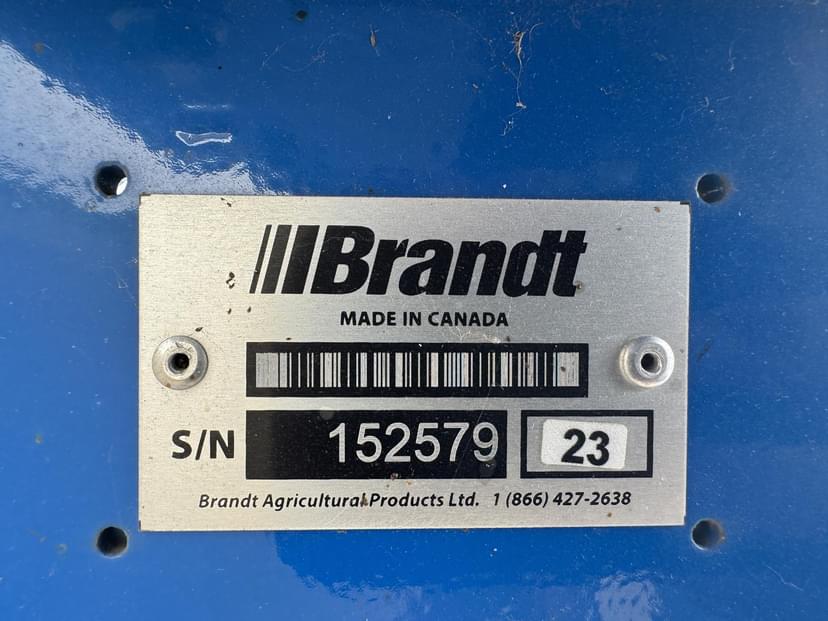 Brandt
MADE IN CANADA
S/N 152579 23
Brandt Agricultural Products Ltd. 1 (866) 427-2638